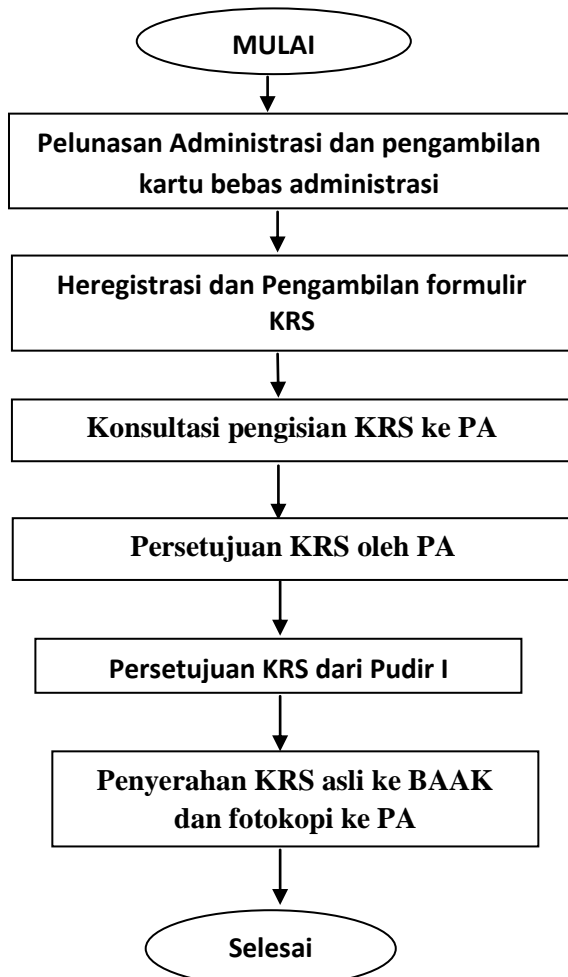 MULAI
Pelunasan Administrasi dan pengambilan
kartu bebas administrasi
Heregistrasi dan Pengambilan formulir
KRS
Konsultasi pengisian KRS ke PA
Persetujuan KRS oleh PA
Persetujuan KRS dari Pudir I
Penyerahan KRS asli ke BAAK
dan fotokopi ke PA
Selesai